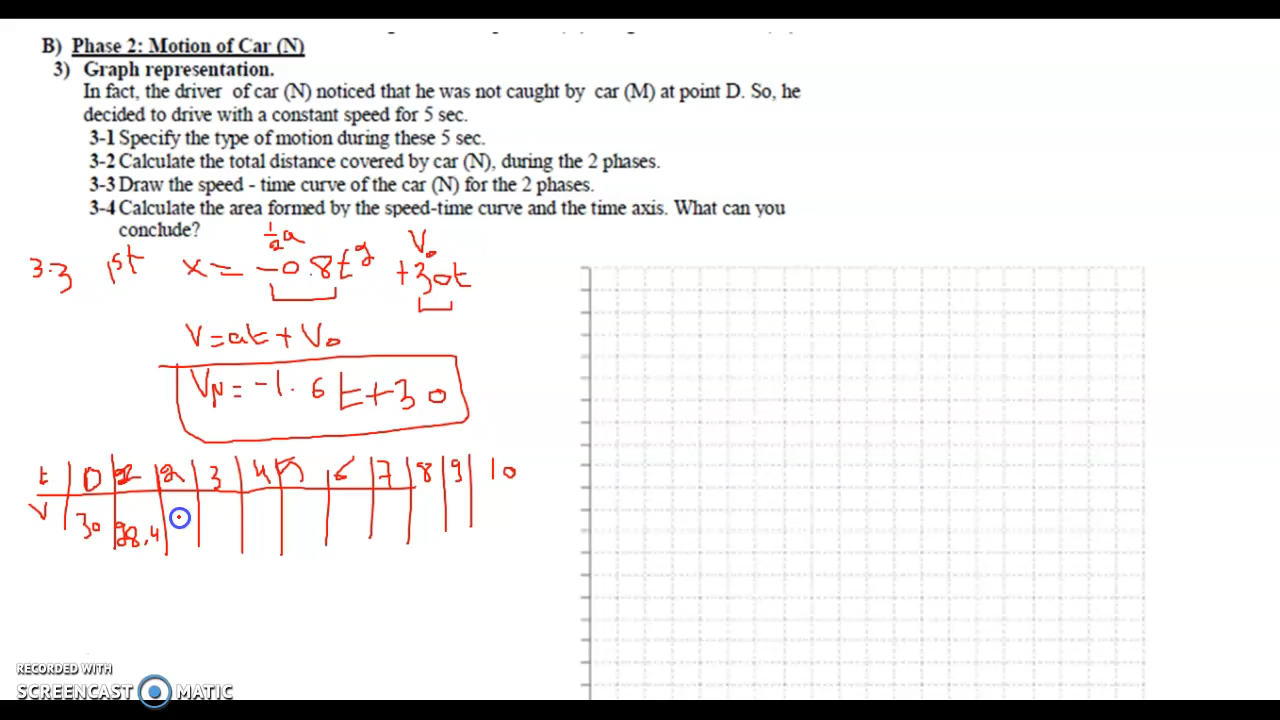 B) Phase 2: Motion of Car (N)
3) Graph representation.
In fact, the driver of car (N) noticed that he was not caught by car (M) at point D. So, he
decided to drive with a constant speed for 5 sec.
3-1 Specify the type of motion during these 5 sec.
3-2 Calculate the total distance covered by car (N), during the 2 phases.
3-3 Draw the speed - time curve of the car (N) for the 2 phases.
3-4 Calculate the area formed by the speed-time curve and the time axis. What can you
conclude?
½a V₀
3.3 1st x = -0.8t² +30t
V = at + V₀
VN = -1.6t+30
t 0 1 2 3 4 5 6 7 8 9 10
V 30 28.4
RECORDED WITH
SCREENCAST MATIC